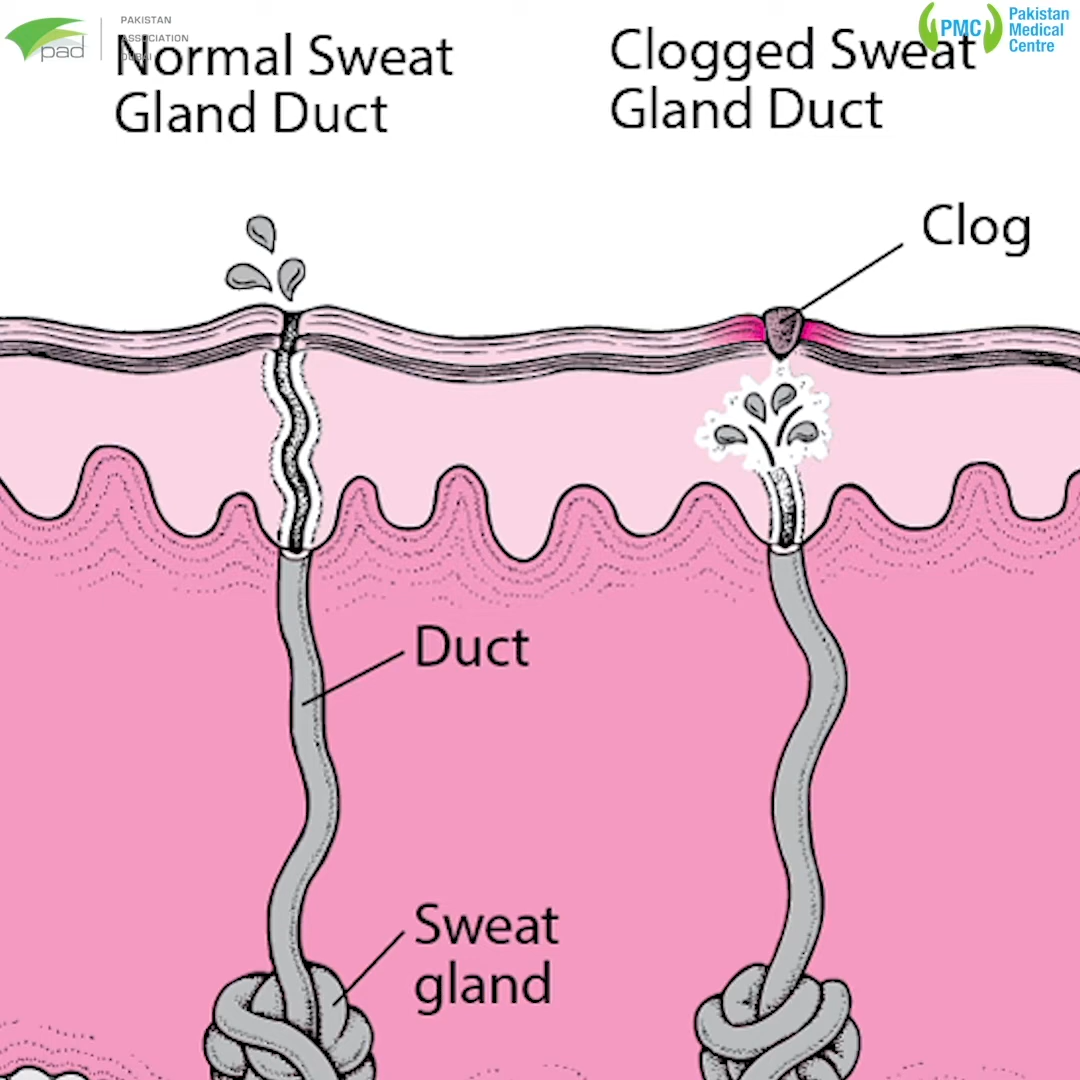 pad
PAKISTAN
ASSOCIATION
DUBAI
PMC
Pakistan
Medical
Centre
Normal Sweat
Gland Duct
Clogged Sweat
Gland Duct
Clog
Duct
Sweat
gland